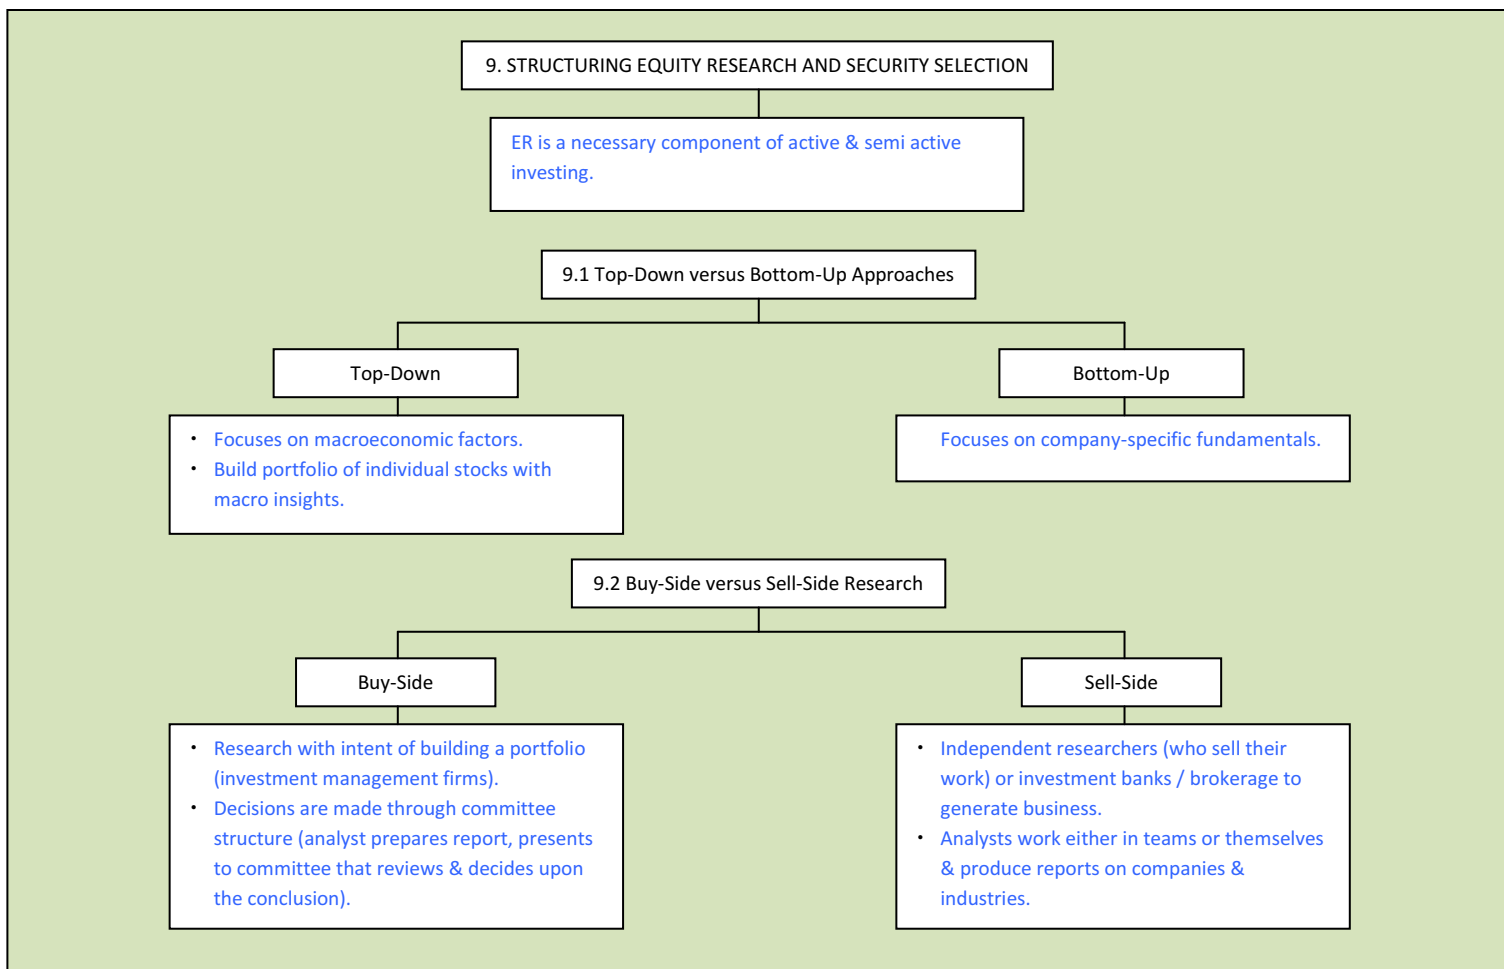 9. STRUCTURING EQUITY RESEARCH AND SECURITY SELECTION
ER is a necessary component of active & semi active
investing.
9.1 Top-Down versus Bottom-Up Approaches
Top-Down
• Focuses on macroeconomic factors.
• Build portfolio of individual stocks with
macro insights.
Bottom-Up
Focuses on company-specific fundamentals.
9.2 Buy-Side versus Sell-Side Research
Buy-Side
• Research with intent of building a portfolio
(investment management firms).
• Decisions are made through committee
structure (analyst prepares report, presents
to committee that reviews & decides upon
the conclusion).
Sell-Side
• Independent researchers (who sell their
work) or investment banks / brokerage to
generate business.
• Analysts work either in teams or themselves
& produce reports on companies &
industries.